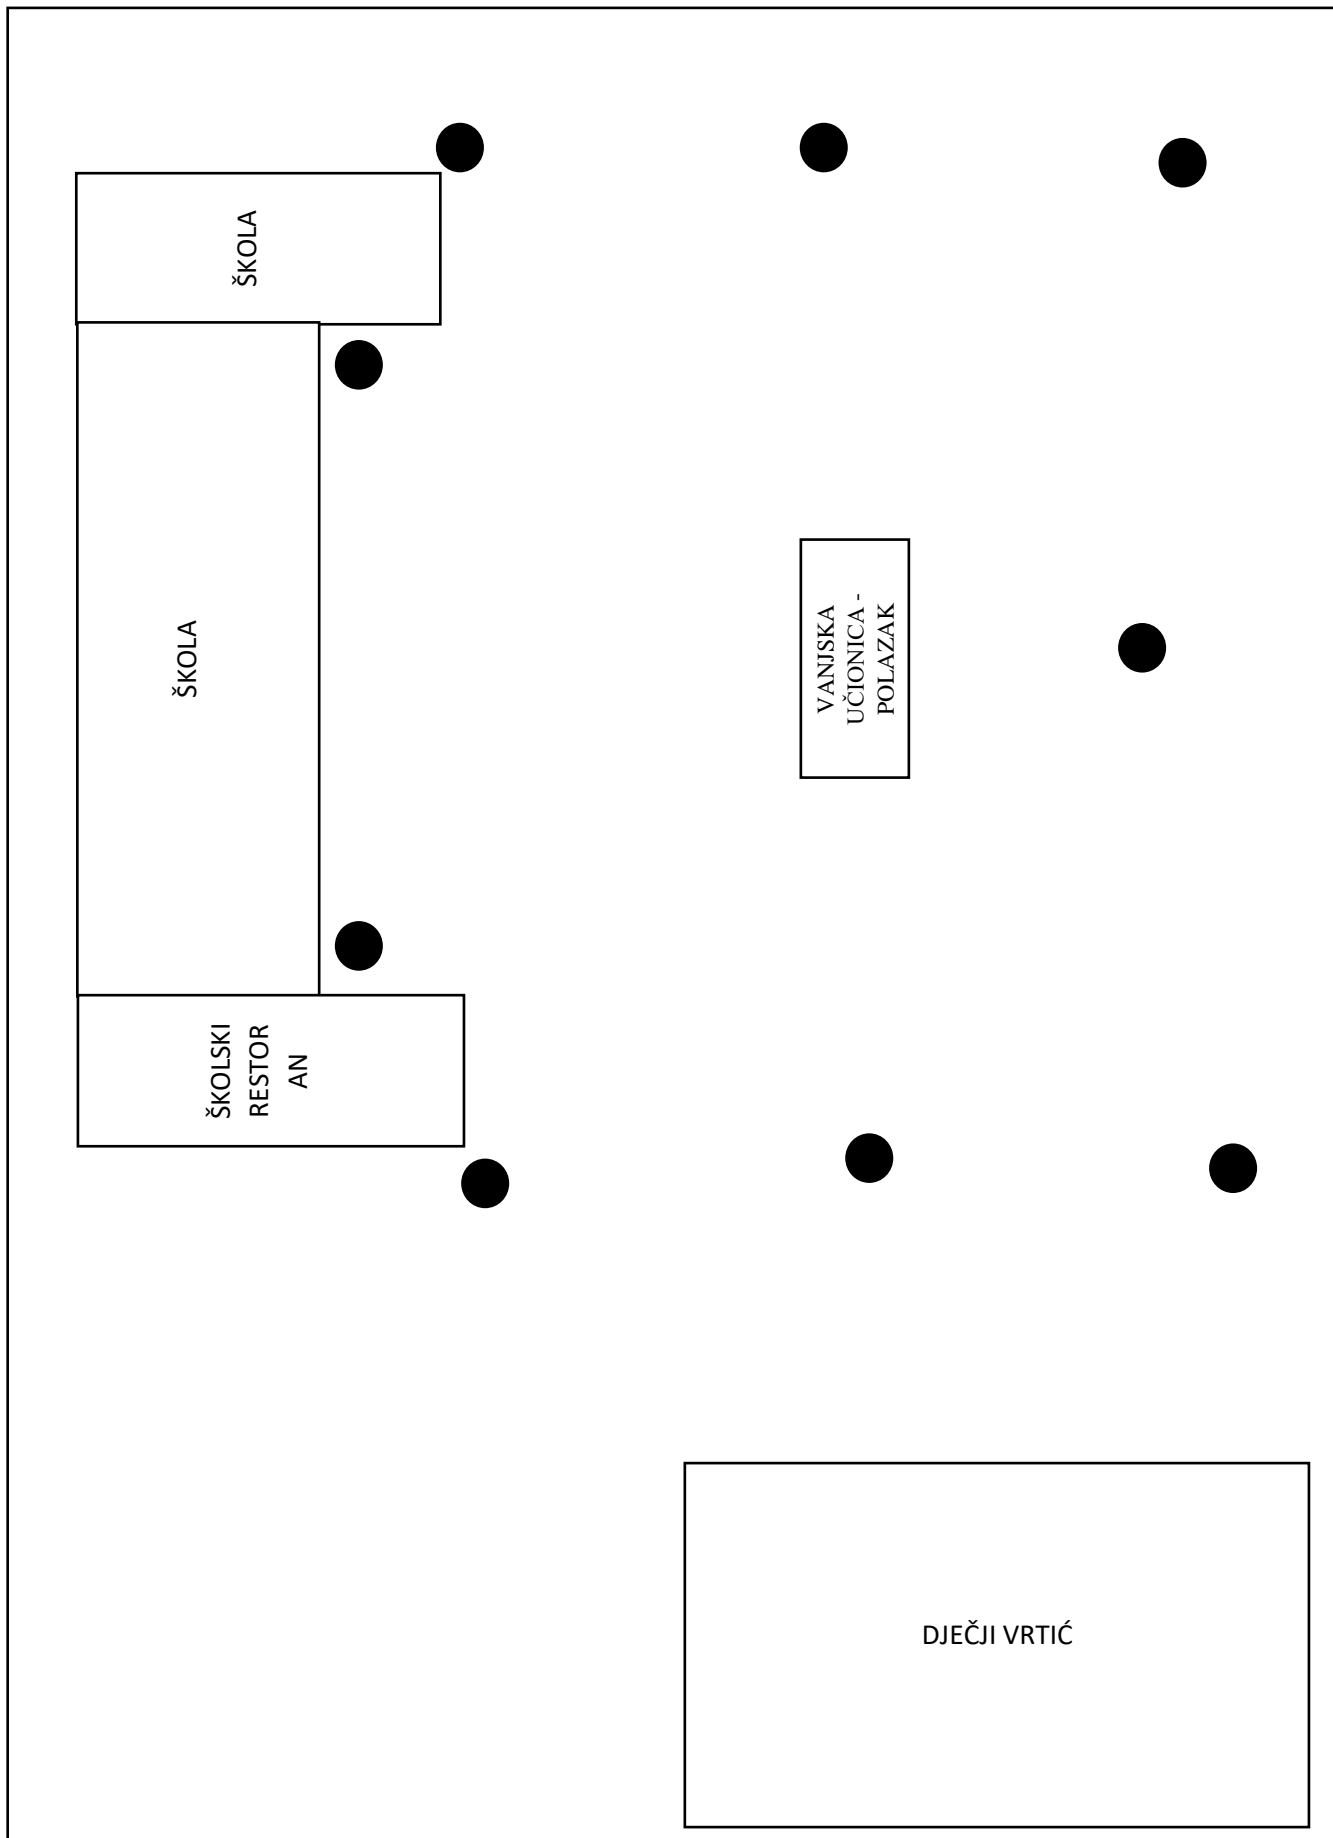 ŠKOLA
ŠKOLA
VANJSKA
UČIONICA -
POLAZAK
ŠKOLSKI
RESTOR
AN
DJEČJI VRTIĆ